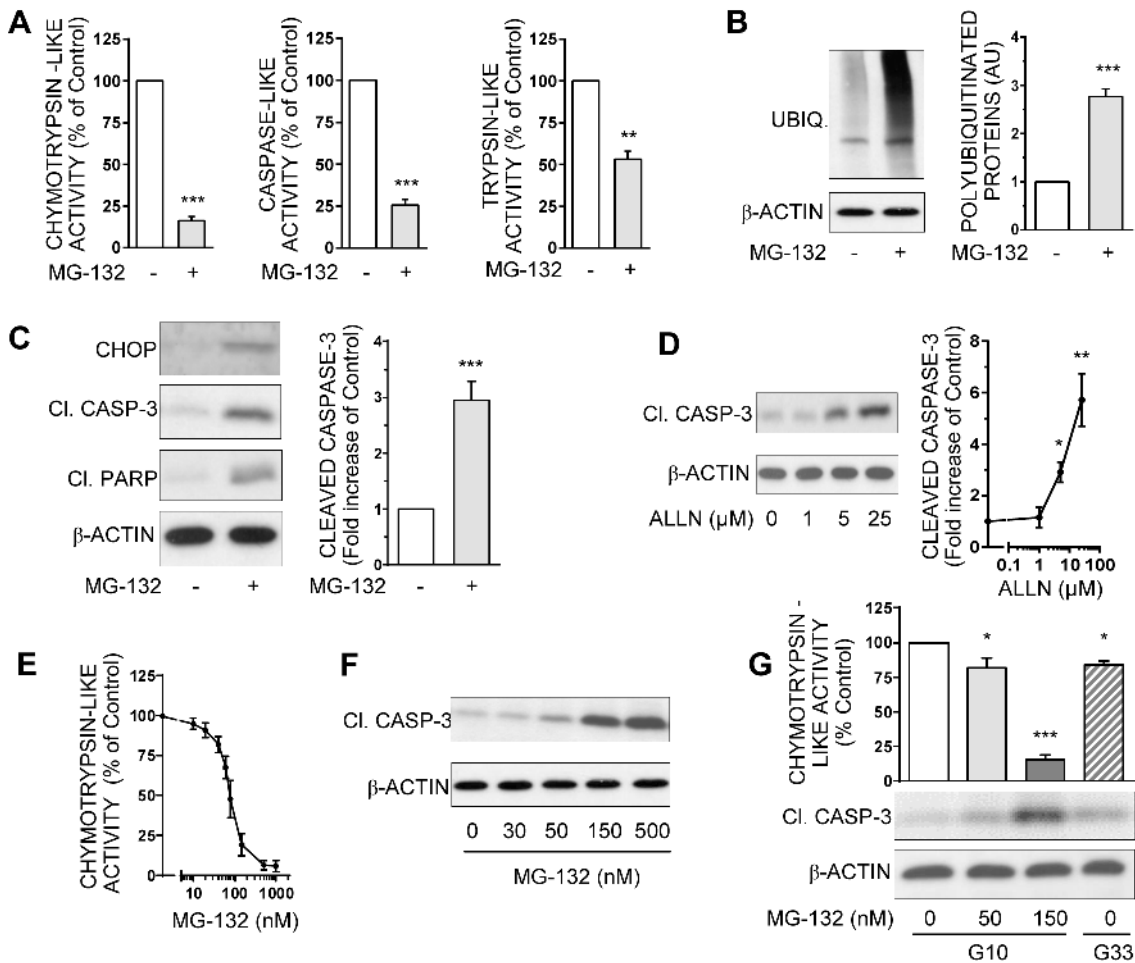 A
CHYMOTRYPSIN -LIKE
ACTIVITY (% of Control)
125
100
75
50
25
0
***
MG-132 - +
CASPASE-LIKE
ACTIVITY (% of Control)
125
100
75
50
25
0
***
MG-132 - +
TRYPSIN-LIKE
ACTIVITY (% of Control)
125
100
75
50
25
0
**
MG-132 - +
B
UBIQ.
β-ACTIN
MG-132 - +
POLYUBIQUITINATED
PROTEINS (AU)
4
3
2
1
0
***
- +
C
CHOP
Cl. CASP-3
Cl. PARP
β-ACTIN
MG-132 - +
CLEAVED CASPASE-3
(Fold increase of Control)
4
3
2
1
0
***
MG-132 - +
D
Cl. CASP-3
β-ACTIN
ALLN (µM) 0 1 5 25
CLEAVED CASPASE-3
(Fold increase of Control)
8
6
4
2
0
*
**
0.1 1 10 100
ALLN (µM)
E
CHYMOTRYPSIN-LIKE
ACTIVITY (% of Control)
125
100
75
50
25
0
10 100 1000
MG-132 (nM)
F
Cl. CASP-3
β-ACTIN
0 30 50 150 500
MG-132 (nM)
G
CHYMOTRYPSIN -
LIKE ACTIVITY
(% Control)
125
100
75
50
25
0
* *** *
Cl. CASP-3
β-ACTIN
MG-132 (nM) 0 50 150 0
G10 G33